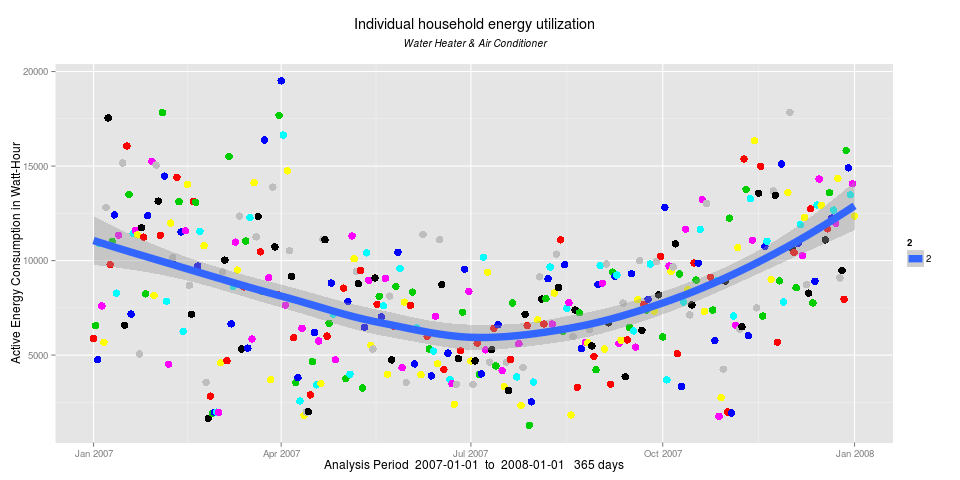 Individual household energy utilization
Water Heater & Air Conditioner
Active Energy Consumption in Watt-Hour
20000
15000
10000
5000
Jan 2007
Apr 2007
Jul 2007
Oct 2007
Jan 2008
Analysis Period 2007-01-01 to 2008-01-01 365 days
2
2